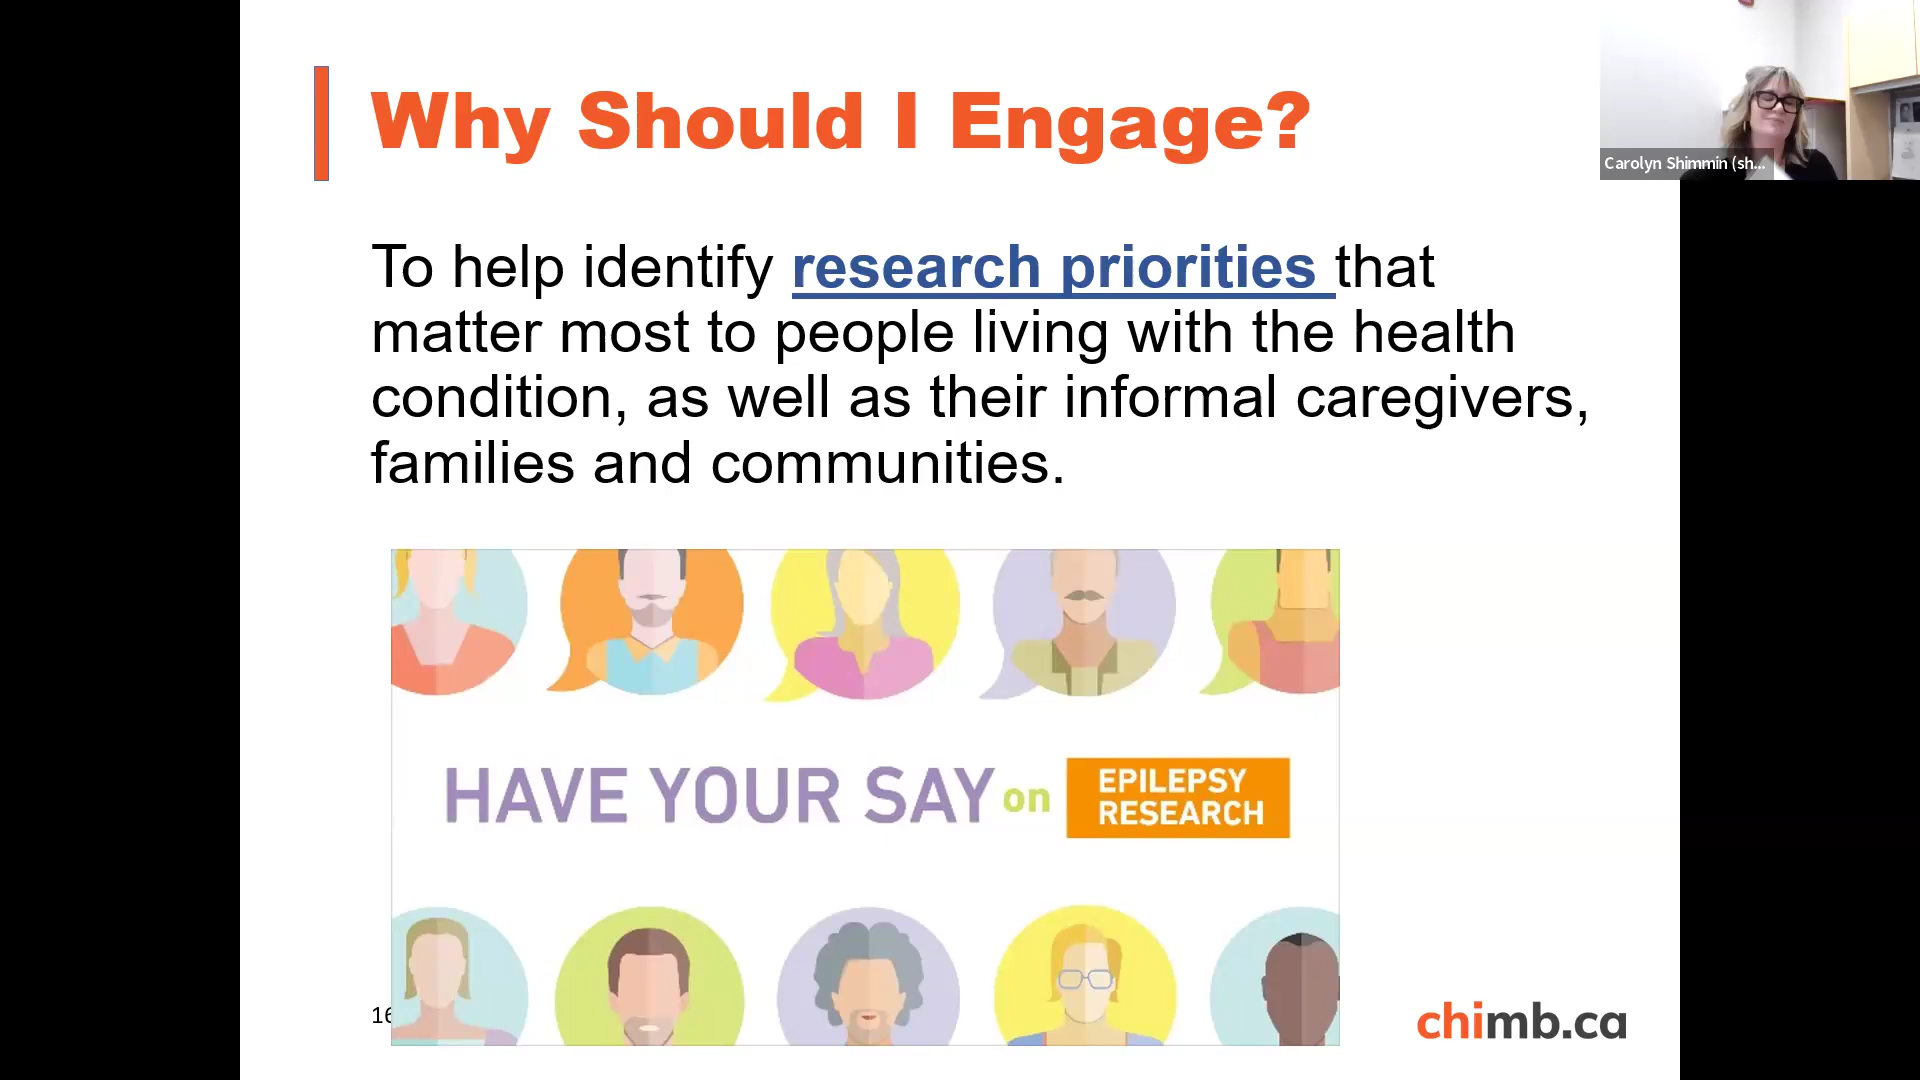 Why Should I Engage?
Carolyn Shimmin (sh...
To help identify research priorities that
matter most to people living with the health
condition, as well as their informal caregivers,
families and communities.
HAVE YOUR SAY on EPILEPSY
RESEARCH
16
chimb.ca